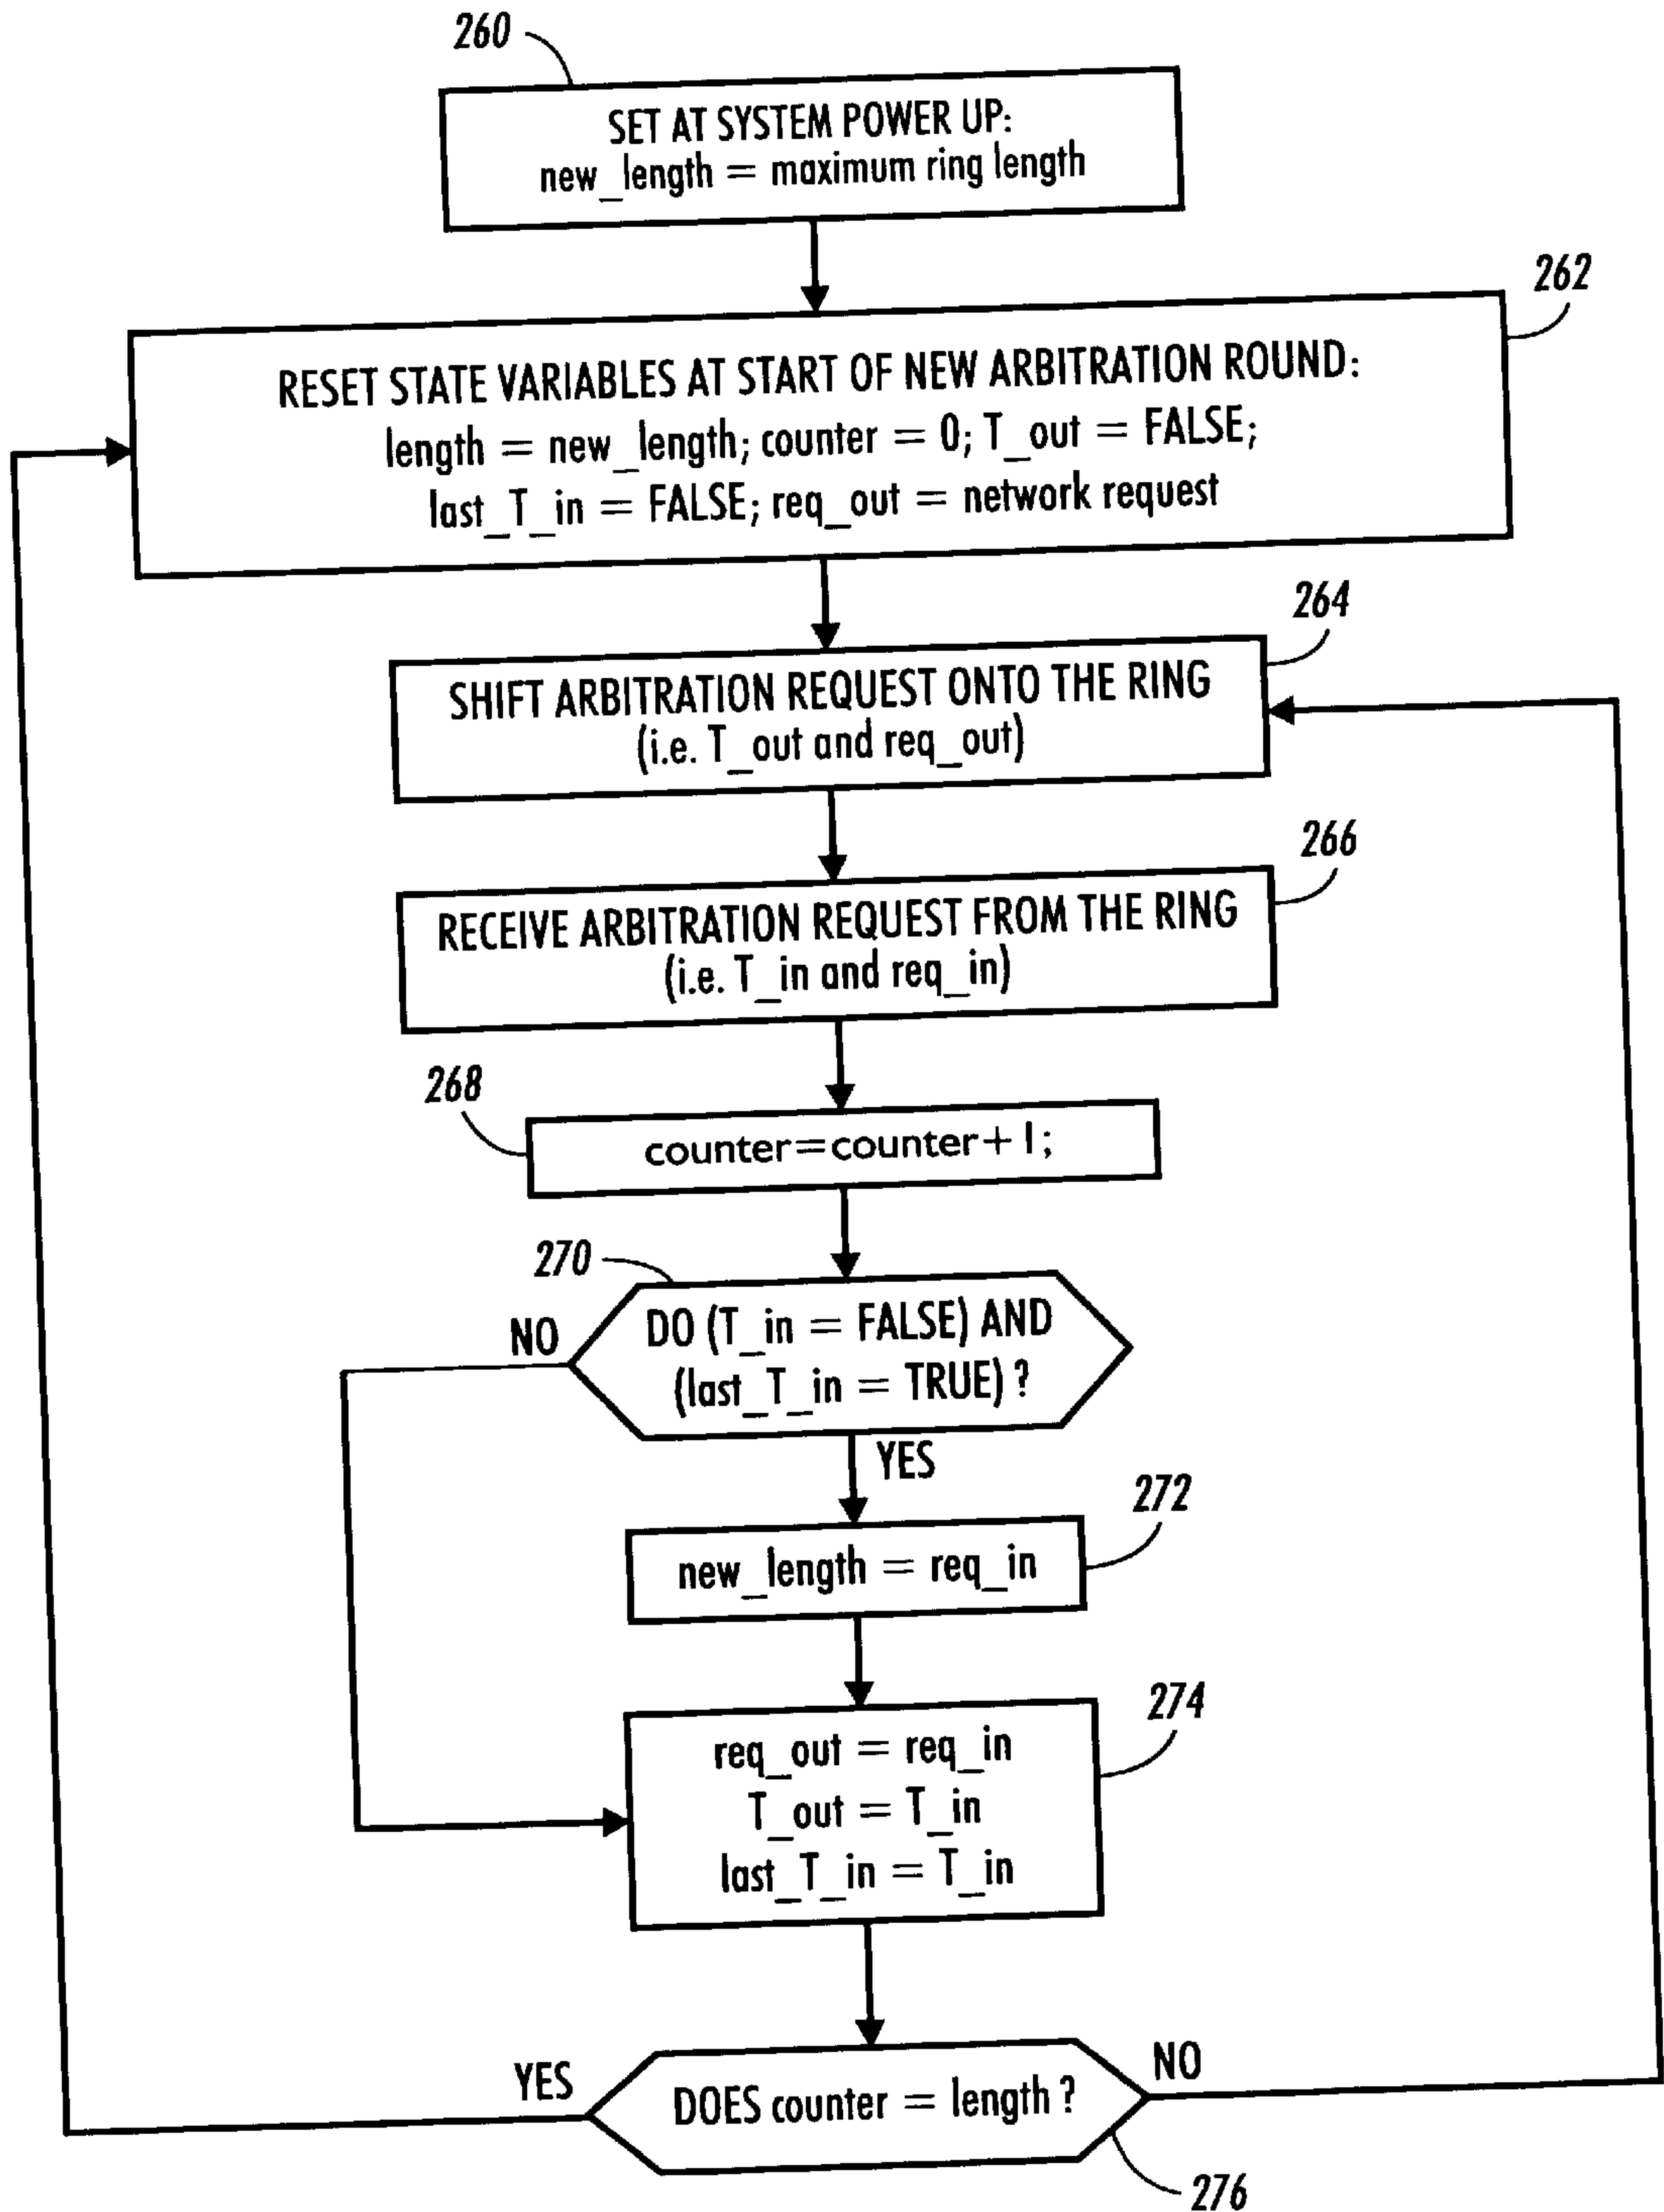 260
SET AT SYSTEM POWER UP:
new_length = maximum ring length
262
RESET STATE VARIABLES AT START OF NEW ARBITRATION ROUND:
length = new_length; counter = 0; T_out = FALSE;
last_T_in = FALSE; req_out = network request
264
SHIFT ARBITRATION REQUEST ONTO THE RING
(i.e. T_out and req_out)
266
RECEIVE ARBITRATION REQUEST FROM THE RING
(i.e. T_in and req_in)
268
counter=counter+1;
270
NO
DO (T_in = FALSE) AND
(last_T_in = TRUE) ?
YES
272
new_length = req_in
274
req_out = req_in
T_out = T_in
last_T_in = T_in
YES
NO
DOES counter = length ?
276